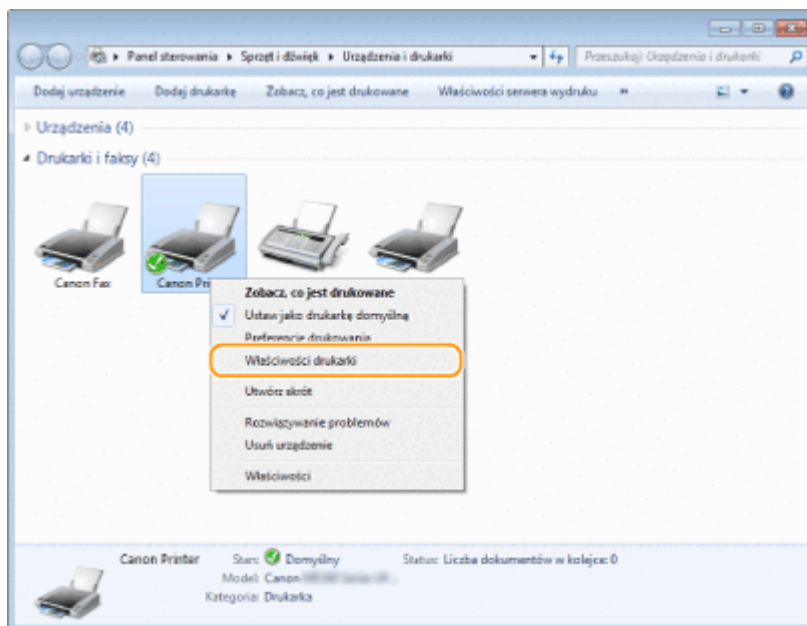 Panel sterowania ▸ Sprzęt i dźwięk ▸ Urządzenia i drukarki
Przeszukaj: Urządzenia i drukarki
Dodaj urządzenie Dodaj drukarkę Zobacz, co jest drukowane Właściwości serwera wydruku »
Urządzenia (4)
Drukarki i faksy (4)
Canon Fax
Canon Pri
Zobacz, co jest drukowane
Ustaw jako drukarkę domyślną
Preferencje drukowania
Właściwości drukarki
Utwórz skrót
Rozwiązywanie problemów
Usuń urządzenie
Właściwości
Canon Printer Stan: Domyślny Status: Liczba dokumentów w kolejce: 0
Model: Canon
Kategoria: Drukarka